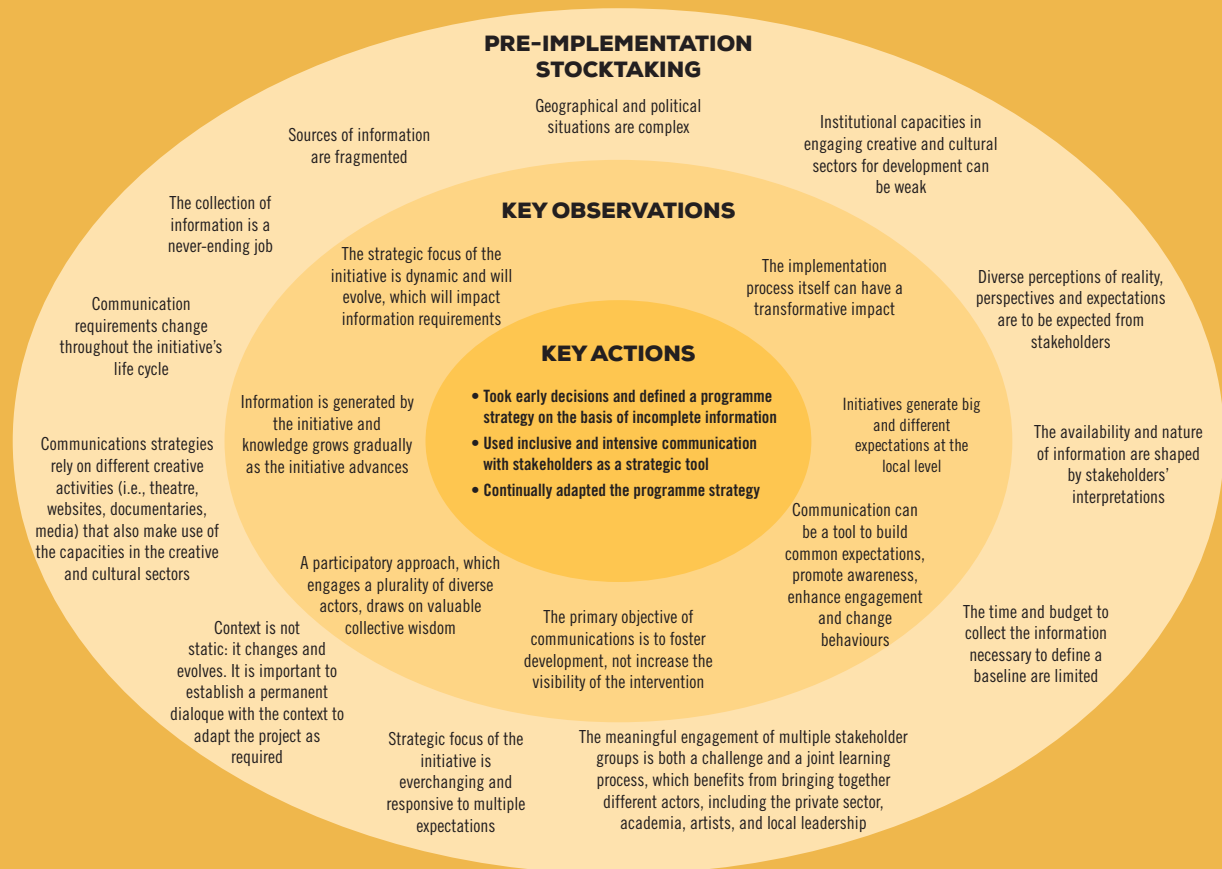 PRE-IMPLEMENTATION
STOCKTAKING
Geographical and political
situations are complex
Sources of information
are fragmented
Institutional capacities in
engaging creative and cultural
sectors for development can
be weak
The collection of
information is a
never-ending job
Diverse perceptions of reality,
perspectives and expectations
are to be expected from
stakeholders
Communication
requirements change
throughout the initiative's
life cycle
The availability and nature
of information are shaped
by stakeholders'
interpretations
Communications strategies
rely on different creative
activities (i.e., theatre,
websites, documentaries,
media) that also make use of
the capacities in the creative
and cultural sectors
The time and budget to
collect the information
necessary to define a
baseline are limited
Context is not
static: it changes and
evolves. It is important to
establish a permanent
dialogue with the context to
adapt the project as
required
Strategic focus of the
initiative is
everchanging and
responsive to multiple
expectations
The meaningful engagement of multiple stakeholder
groups is both a challenge and a joint learning
process, which benefits from bringing together
different actors, including the private sector,
academia, artists, and local leadership
KEY OBSERVATIONS
The strategic focus of the
initiative is dynamic and will
evolve, which will impact
information requirements
The implementation
process itself can have a
transformative impact
Information is generated by
the initiative and
knowledge grows gradually
as the initiative advances
Initiatives generate big
and different
expectations at the
local level
A participatory approach, which
engages a plurality of diverse
actors, draws on valuable
collective wisdom
Communication can
be a tool to build
common expectations,
promote awareness,
enhance engagement
and change
behaviours
The primary objective of
communications is to foster
development, not increase the
visibility of the intervention
KEY ACTIONS
• Took early decisions and defined a programme
strategy on the basis of incomplete information
• Used inclusive and intensive communication
with stakeholders as a strategic tool
• Continually adapted the programme strategy